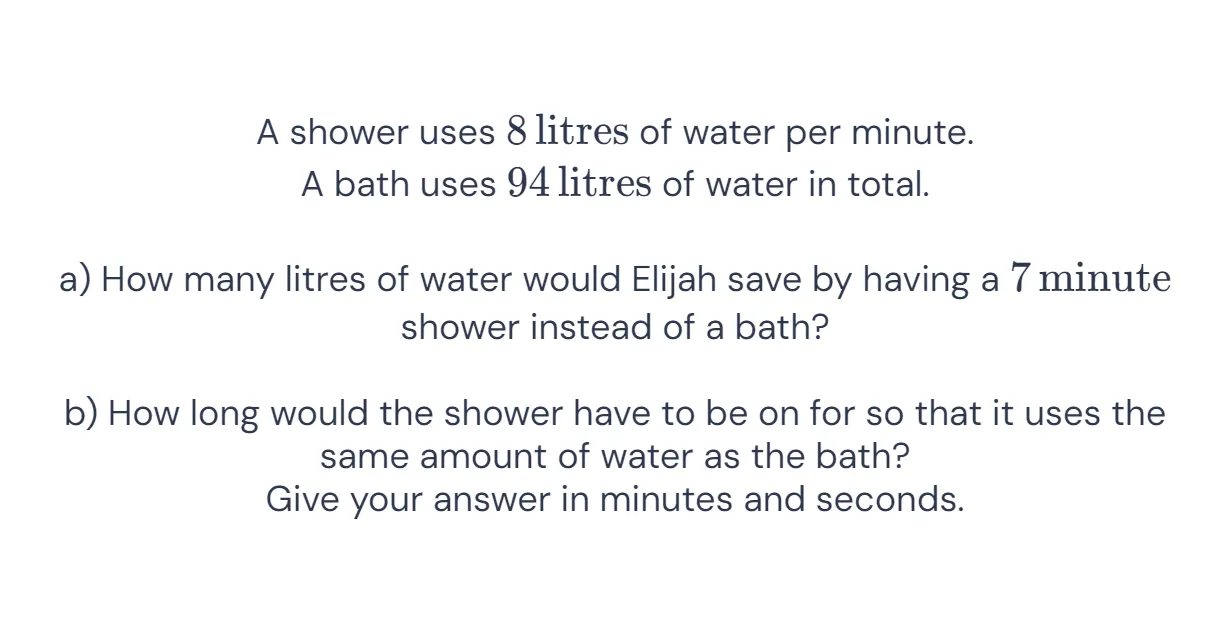 A shower uses 8 litres of water per minute.
A bath uses 94 litres of water in total.
a) How many litres of water would Elijah save by having a 7 minute
shower instead of a bath?
b) How long would the shower have to be on for so that it uses the
same amount of water as the bath?
Give your answer in minutes and seconds.